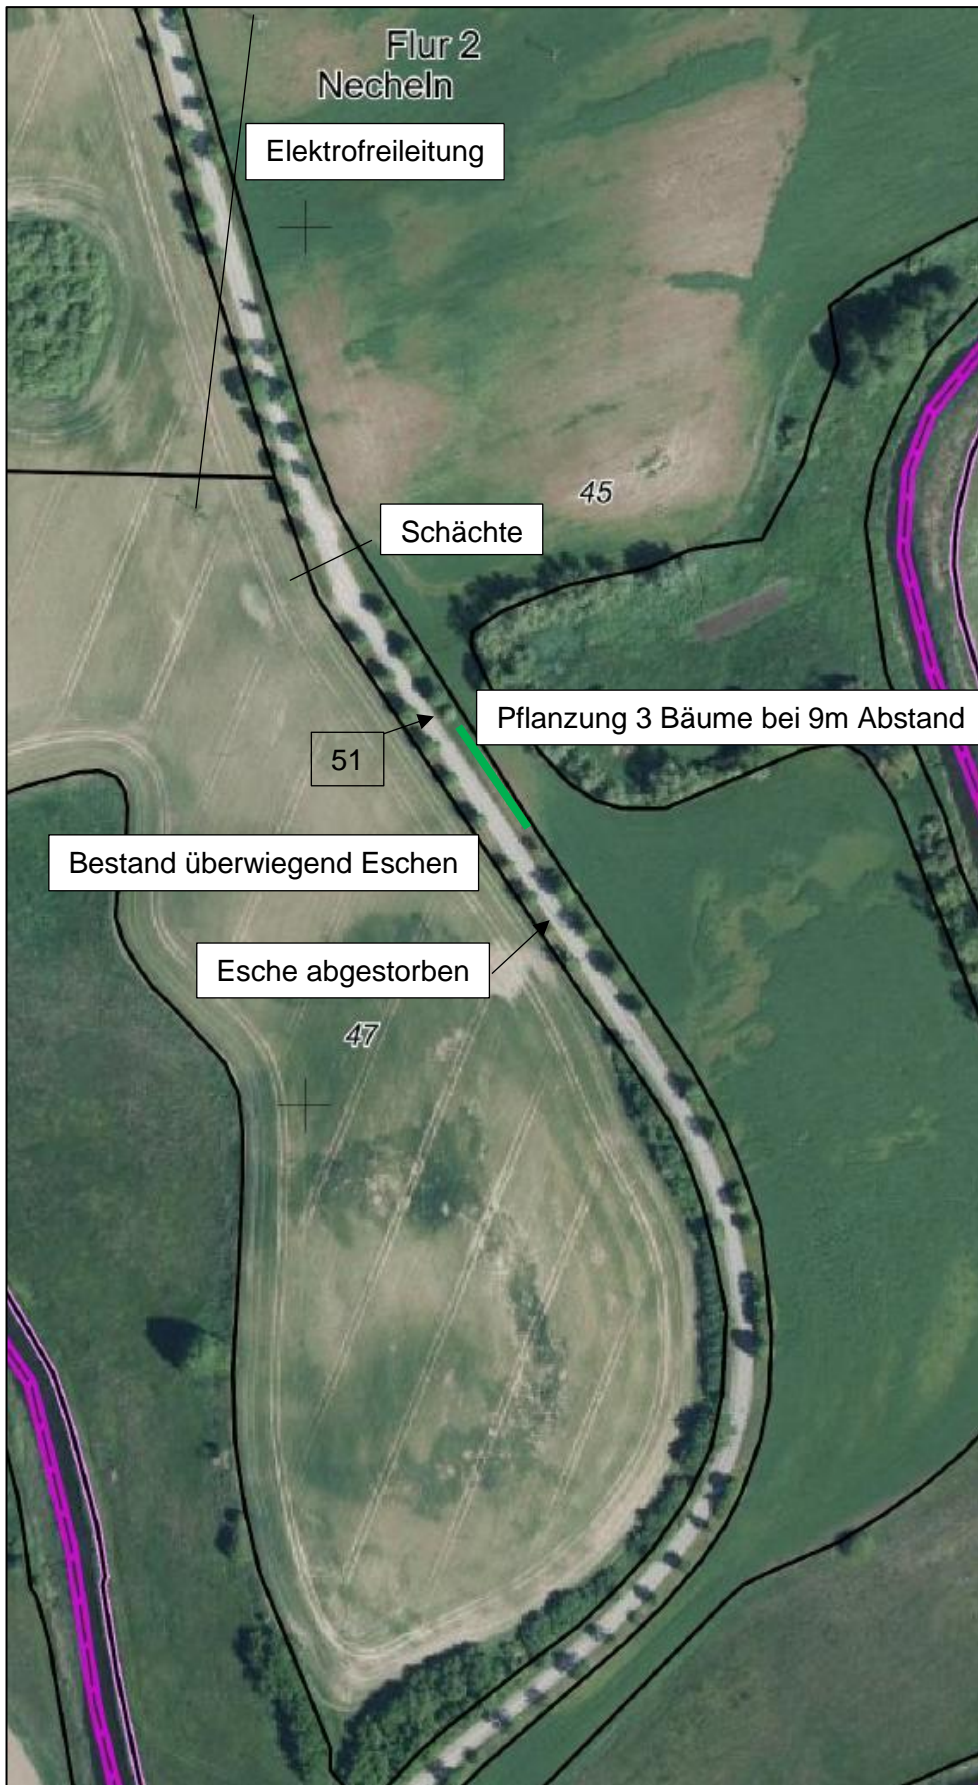 Flur 2
Necheln
Elektrofreileitung
45
Schächte
Pflanzung 3 Bäume bei 9m Abstand
51
Bestand überwiegend Eschen
Esche abgestorben
47